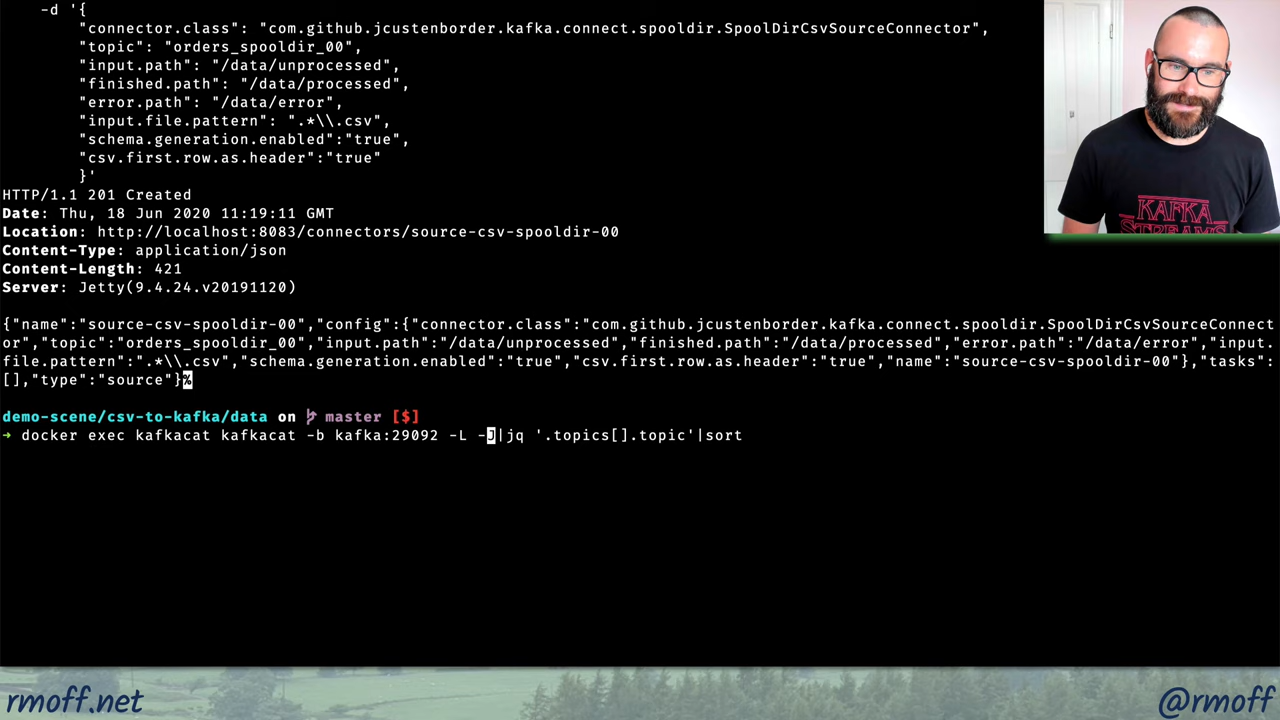 -d '{
"connector.class": "com.github.jcustenborder.kafka.connect.spooldir.SpoolDirCsvSourceConnector",
"topic": "orders_spooldir_00",
"input.path": "/data/unprocessed",
"finished.path": "/data/processed",
"error.path": "/data/error",
"input.file.pattern": ".*\\.csv",
"schema.generation.enabled":"true",
"csv.first.row.as.header":"true"
}'
HTTP/1.1 201 Created
Date: Thu, 18 Jun 2020 11:19:11 GMT
Location: http://localhost:8083/connectors/source-csv-spooldir-00
Content-Type: application/json
Content-Length: 421
Server: Jetty(9.4.24.v20191120)
{"name":"source-csv-spooldir-00","config":{"connector.class":"com.github.jcustenborder.kafka.connect.spooldir.SpoolDirCsvSourceConnect
or","topic":"orders_spooldir_00","input.path":"/data/unprocessed","finished.path":"/data/processed","error.path":"/data/error","input.
file.pattern":".*\\.csv","schema.generation.enabled":"true","csv.first.row.as.header":"true","name":"source-csv-spooldir-00"},"tasks":
[],"type":"source"}%
demo-scene/csv-to-kafka/data on master [$]
➜ docker exec kafkacat kafkacat -b kafka:29092 -L -J|jq '.topics[].topic'|sort
KAFKA
STREAMS
rmoff.net
@rmoff